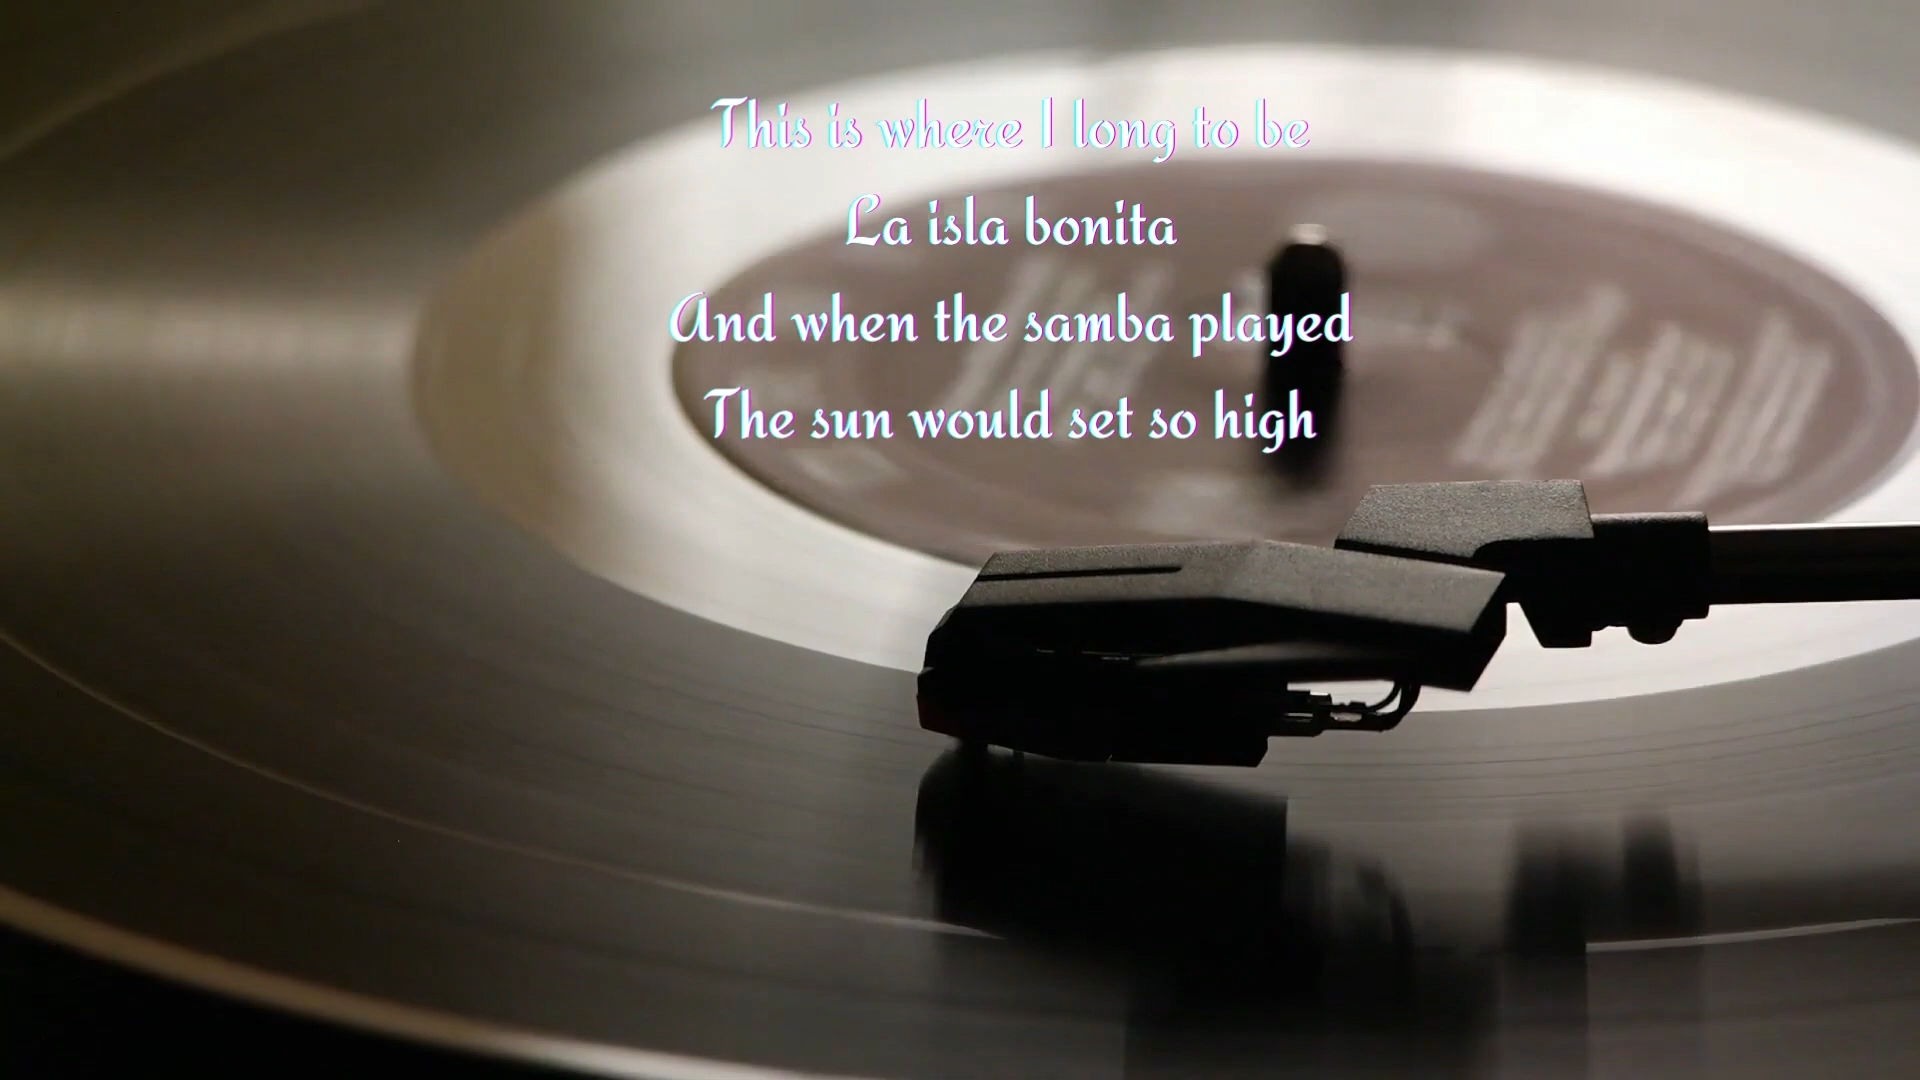 This is where I long to be
La isla bonita
And when the samba played
The sun would set so high